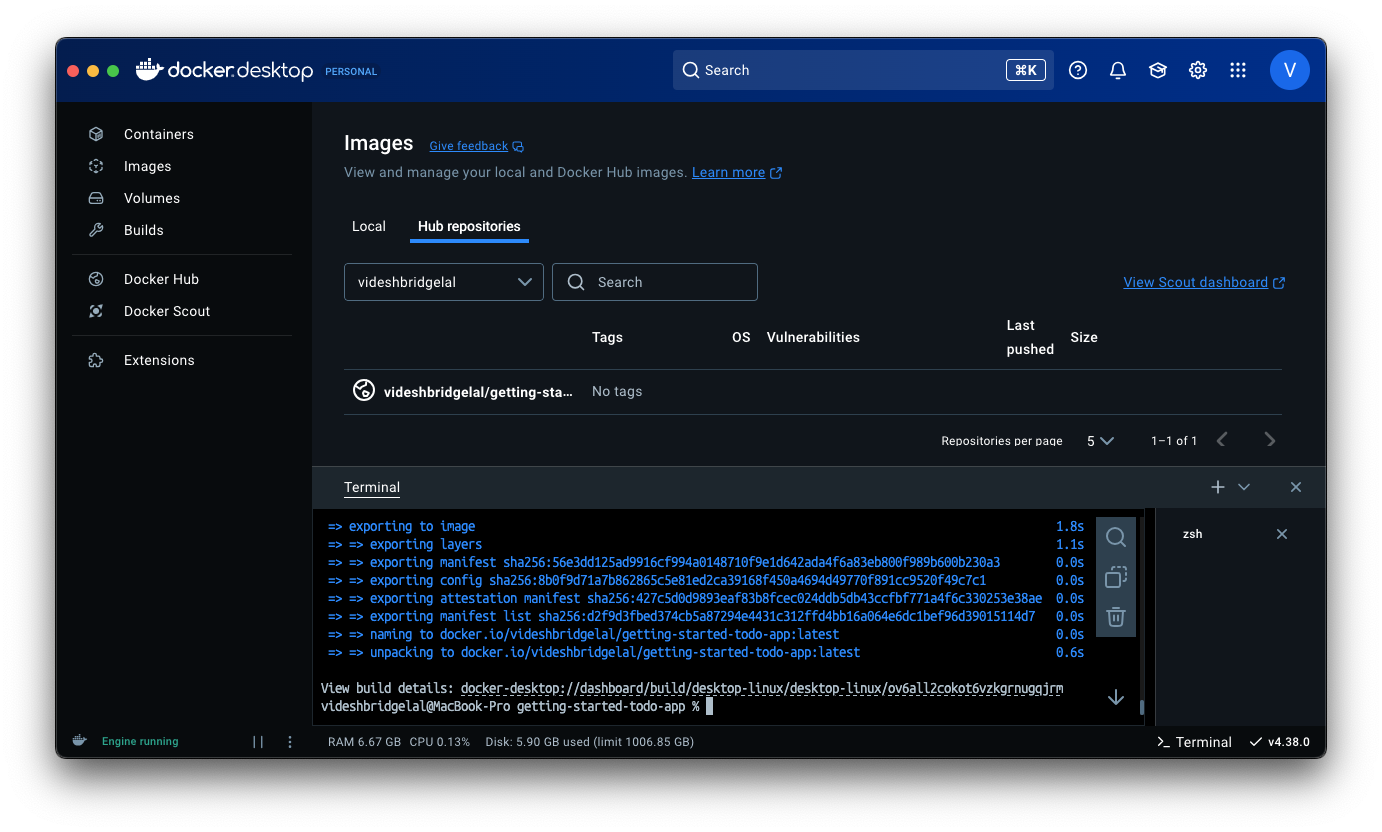 docker.desktop PERSONAL
Search ⌘K
V
Containers
Images
Volumes
Builds
Docker Hub
Docker Scout
Extensions
Images Give feedback
View and manage your local and Docker Hub images. Learn more
Local Hub repositories
videshbridgelal Search View Scout dashboard
Tags OS Vulnerabilities Last pushed Size
videshbridgelal/getting-sta... No tags
Repositories per page 5 1–1 of 1
Terminal
=> exporting to image 1.8s
=> => exporting layers 1.1s
=> => exporting manifest sha256:56e3dd125ad9916cf994a0148710f9e1d642ada4f6a83eb800f989b600b230a3 0.0s
=> => exporting config sha256:8b0f9d71a7b862865c5e81ed2ca39168f450a4694d49770f891cc9520f49c7c1 0.0s
=> => exporting attestation manifest sha256:427c5d0d9893eaf83b8fcec024ddb5db43ccfbf771a4f6c330253e38ae 0.0s
=> => exporting manifest list sha256:d2f9d3fbed374cb5a87294e4431c312ffd4bb16a064e6dc1bef96d39015114d7 0.0s
=> => naming to docker.io/videshbridgelal/getting-started-todo-app:latest 0.0s
=> => unpacking to docker.io/videshbridgelal/getting-started-todo-app:latest 0.6s
View build details: docker-desktop://dashboard/build/desktop-linux/desktop-linux/ov6all2cokot6vzkgrnugqjrm
videshbridgelal@MacBook-Pro getting-started-todo-app %
zsh
Engine running
RAM 6.67 GB CPU 0.13% Disk: 5.90 GB used (limit 1006.85 GB)
>_ Terminal
v4.38.0